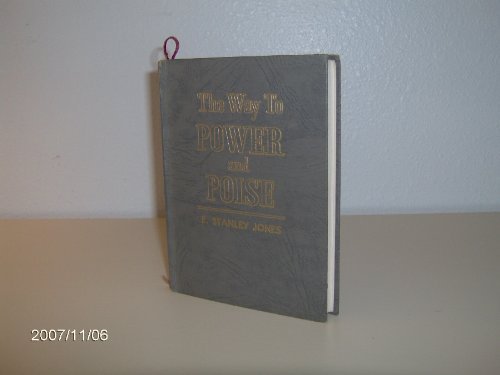 The Way To
POWER
and
POISE
E. STANLEY JONES
2007/11/06